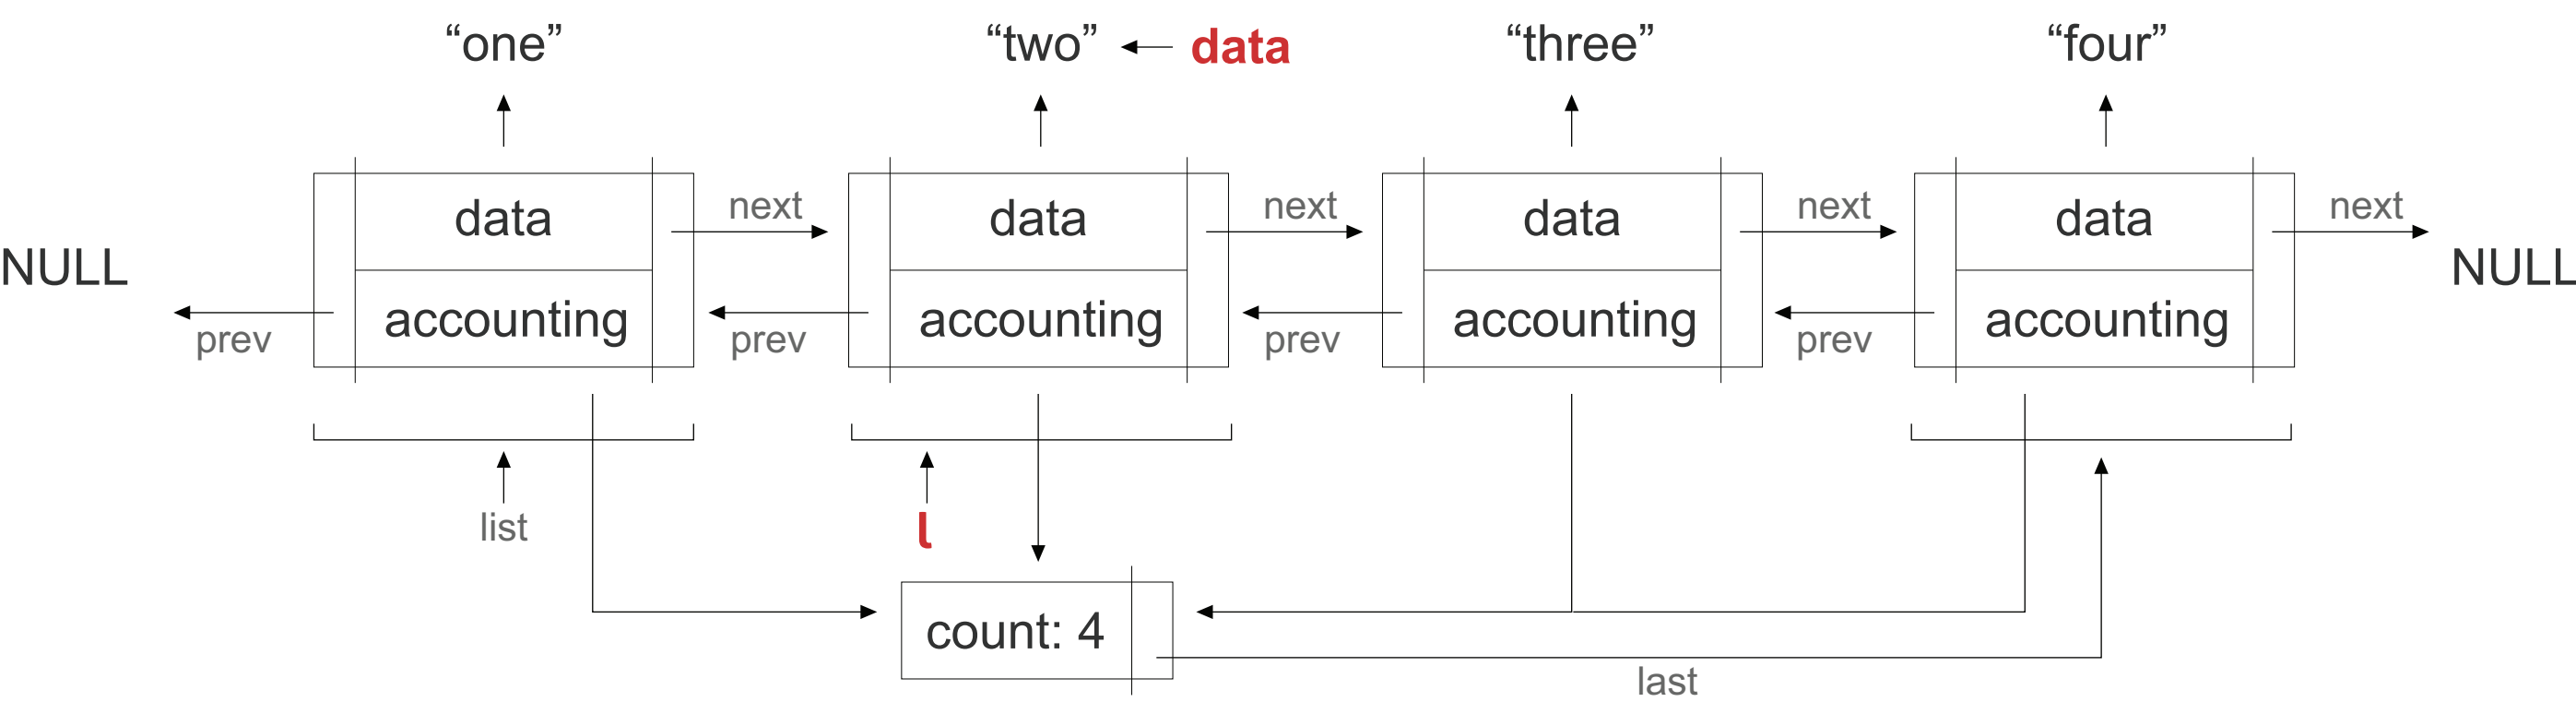 “one” “two” data “three” “four”
data next data next data next data next
NULL NULL
prev accounting prev accounting prev accounting prev accounting
list l
count: 4
last